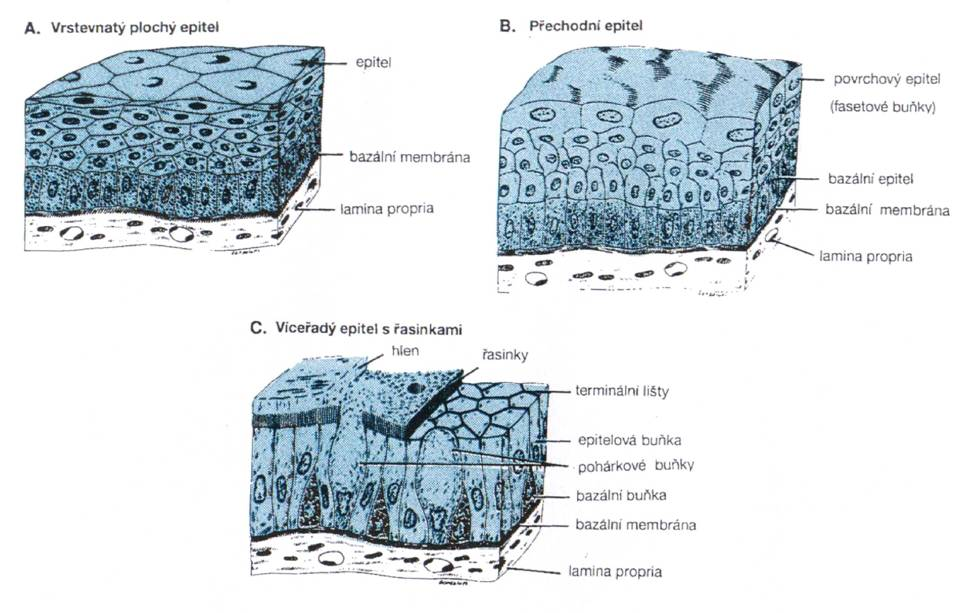 A. Vrstevnatý plochý epitel
epitel
bazální membrána
lamina propria
B. Přechodní epitel
povrchový epitel
(fasetové buňky)
bazální epitel
bazální membrána
lamina propria
C. Víceřadý epitel s řasinkami
hlen
řasinky
terminální lišty
epitelová buňka
pohárkové buňky
bazální buňka
bazální membrána
lamina propria